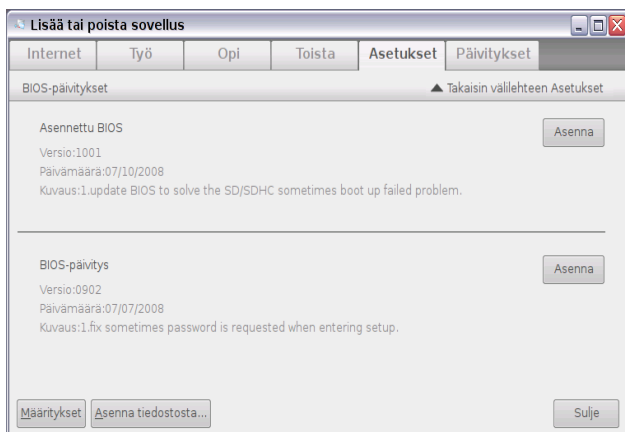 Lisää tai poista sovellus
Internet Työ Opi Toista Asetukset Päivitykset
BIOS-päivitykset Takaisin välilehteen Asetukset
Asennettu BIOS Asenna
Versio:1001
Päivämäärä:07/10/2008
Kuvaus:1.update BIOS to solve the SD/SDHC sometimes boot up failed problem.
BIOS-päivitys Asenna
Versio:0902
Päivämäärä:07/07/2008
Kuvaus:1.fix sometimes password is requested when entering setup.
Määritykset Asenna tiedostosta... Sulje